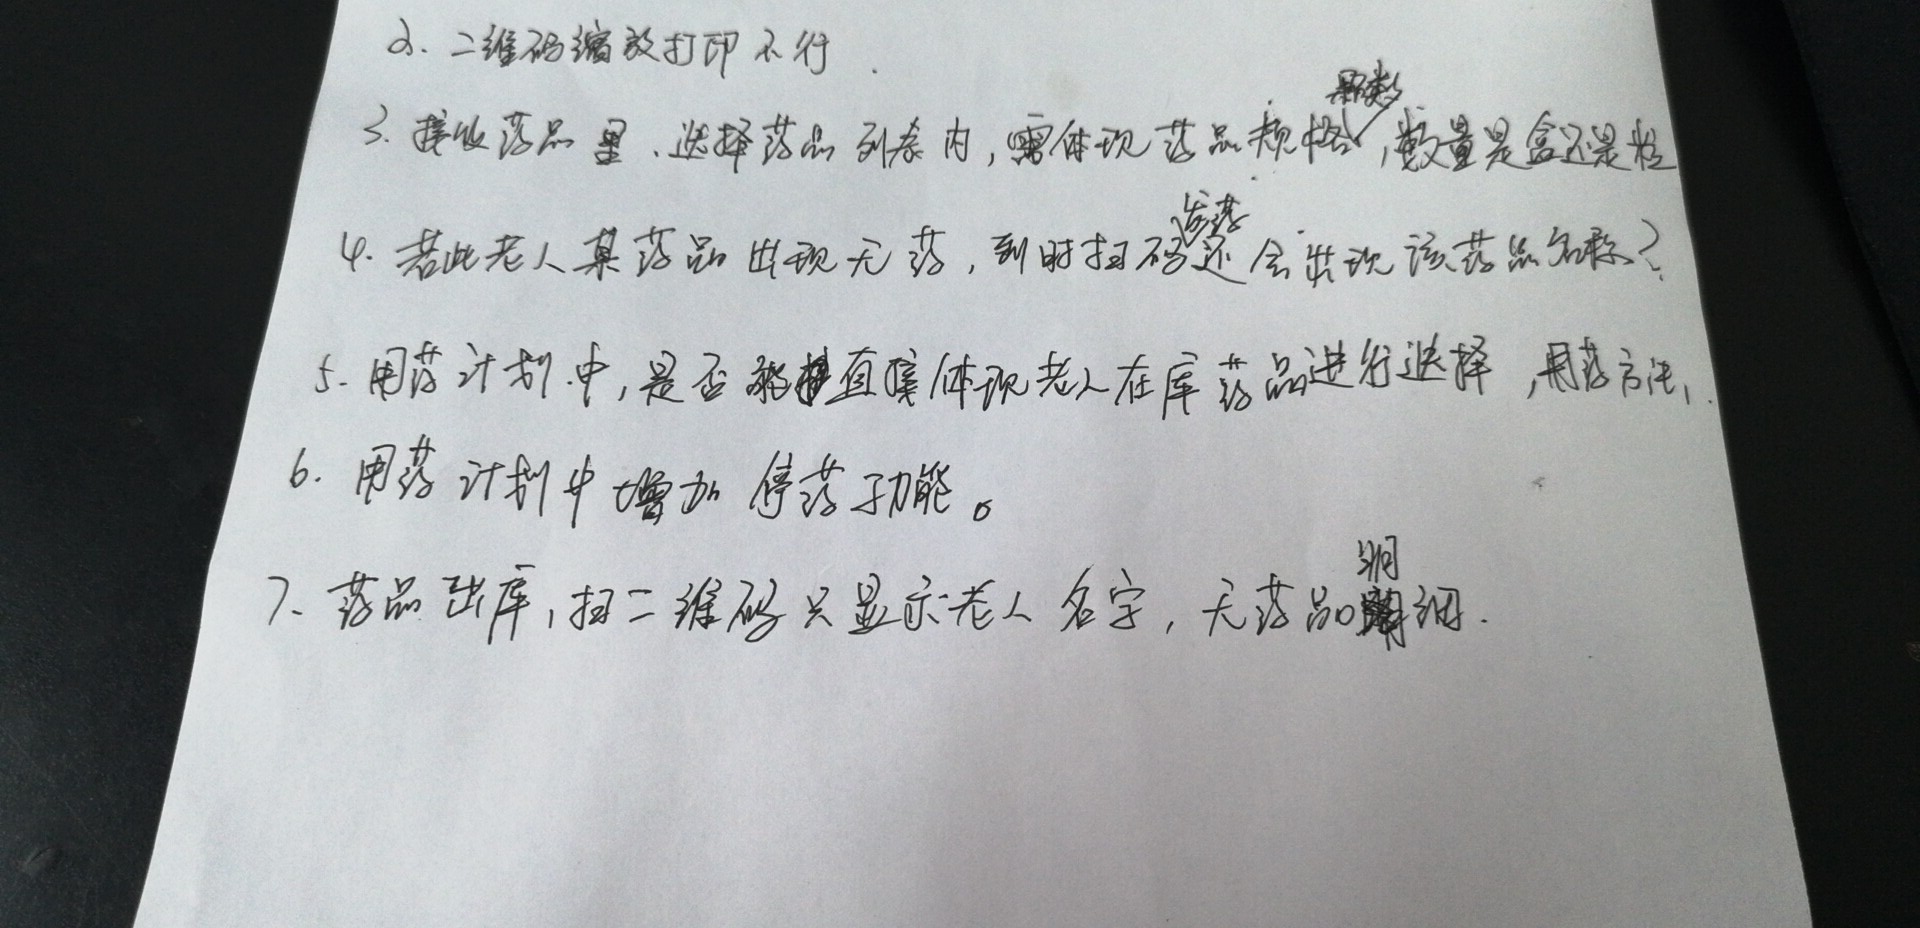 2. 二维码缩放打印不行.
3. 接收药品里、选择药品列表内,需体现药品规格颗数,数量是盒还是粒
4. 若此老人某药品出现无药,到时扫码发药还会出现该药品名称?
5. 用药计划中,是否能直接体现老人在库药品进行选择,用药方法,
6. 用药计划中增加停药功能。
7. 药品出库,扫二维码只显示老人名字,无药品明细.